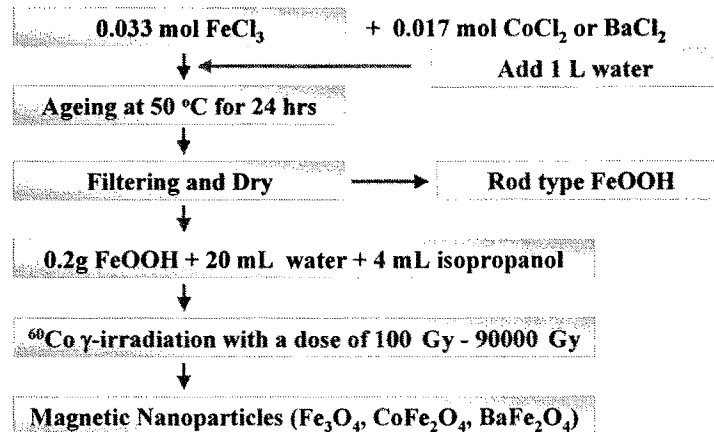 0.033 mol FeCl₃ + 0.017 mol CoCl₂ or BaCl₂
Add 1 L water
Ageing at 50 °C for 24 hrs
Filtering and Dry
Rod type FeOOH
0.2g FeOOH + 20 mL water + 4 mL isopropanol
⁶⁰Co γ-irradiation with a dose of 100 Gy - 90000 Gy
Magnetic Nanoparticles (Fe₃O₄, CoFe₂O₄, BaFe₂O₄)